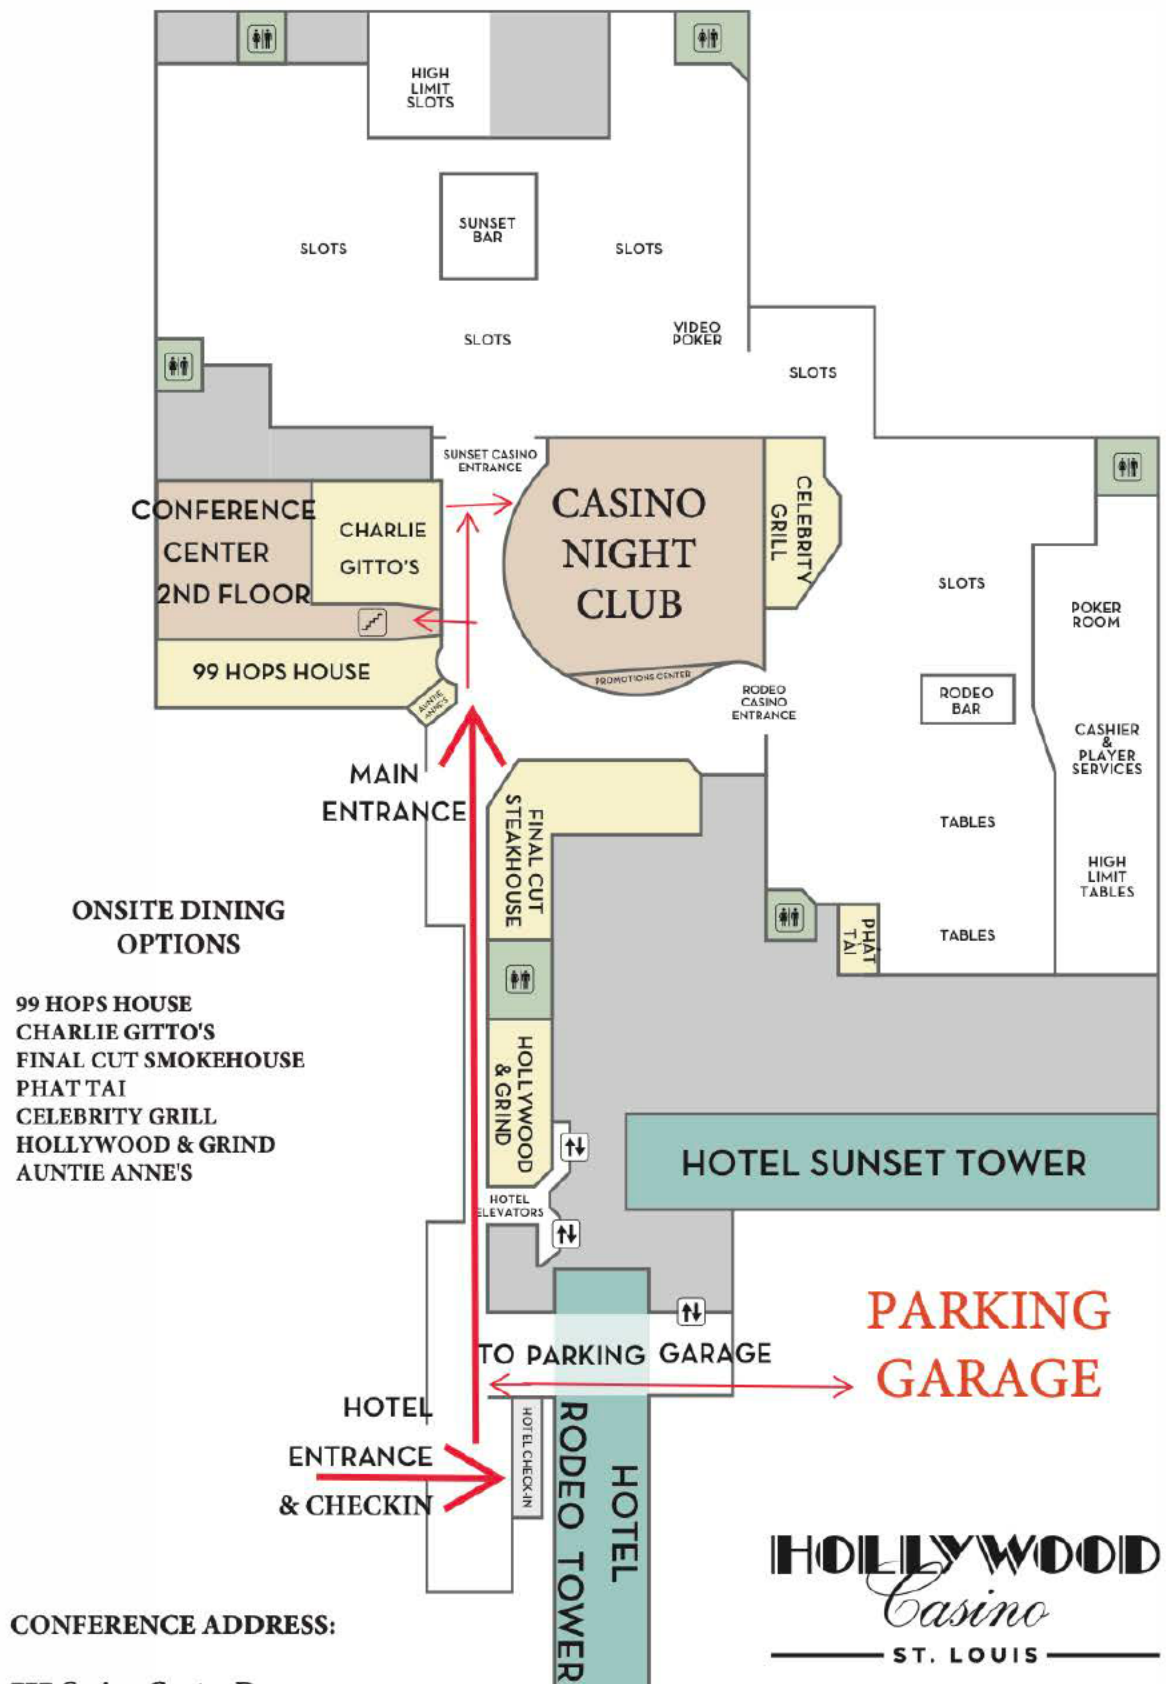 HIGH
LIMIT
SLOTS
SUNSET
BAR
SLOTS
SLOTS
SLOTS
VIDEO
POKER
SLOTS
SUNSET CASINO
ENTRANCE
CONFERENCE
CENTER
2ND FLOOR
CHARLIE
GITTO'S
CASINO
NIGHT
CLUB
CELEBRITY
GRILL
SLOTS
POKER
ROOM
99 HOPS HOUSE
AUNTIE
ANNE'S
PROMOTIONS CENTER
RODEO
CASINO
ENTRANCE
RODEO
BAR
CASHIER
&
PLAYER
SERVICES
MAIN
ENTRANCE
FINAL CUT
STEAKHOUSE
TABLES
HIGH
LIMIT
TABLES
PHAT
TAI
TABLES
ONSITE DINING
OPTIONS
99 HOPS HOUSE
CHARLIE GITTO'S
FINAL CUT SMOKEHOUSE
PHAT TAI
CELEBRITY GRILL
HOLLYWOOD & GRIND
AUNTIE ANNE'S
HOLLYWOOD
& GRIND
HOTEL SUNSET TOWER
HOTEL
ELEVATORS
PARKING
GARAGE
TO PARKING GARAGE
HOTEL
ENTRANCE
& CHECKIN
HOTEL CHECK-IN
HOTEL
RODEO TOWER
HOLLYWOOD
Casino
ST. LOUIS
CONFERENCE ADDRESS: